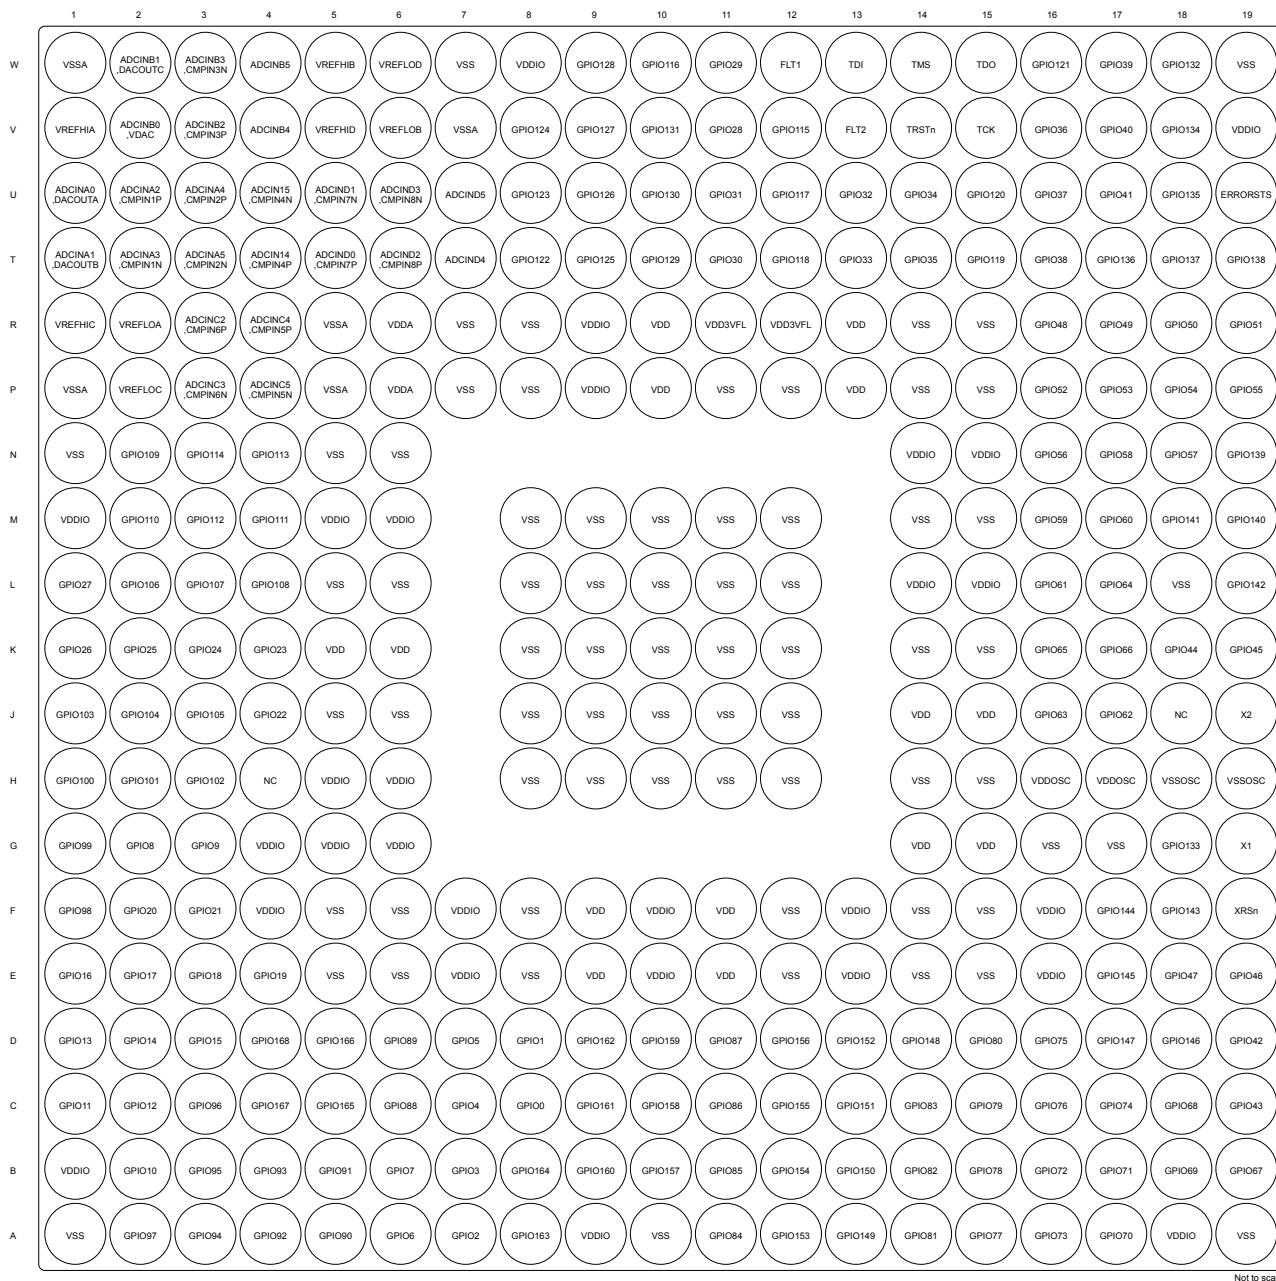 1 2 3 4 5 6 7 8 9 10 11 12 13 14 15 16 17 18 19
W VSSA ADCINB1,DACOUTC ADCINB3,CMPIN3N ADCINB5 VREFHIB VREFLOD VSS VDDIO GPIO128 GPIO116 GPIO29 FLT1 TDI TMS TDO GPIO121 GPIO39 GPIO132 VSS
V VREFHIA ADCINB0,VDAC ADCINB2,CMPIN3P ADCINB4 VREFHID VREFLOB VSSA GPIO124 GPIO127 GPIO131 GPIO28 GPIO115 FLT2 TRSTn TCK GPIO36 GPIO40 GPIO134 VDDIO
U ADCINA0,DACOUTA ADCINA2,CMPIN1P ADCINA4,CMPIN2P ADCIN15,CMPIN4N ADCIND1,CMPIN7N ADCIND3,CMPIN8N ADCIND5 GPIO123 GPIO126 GPIO130 GPIO31 GPIO117 GPIO32 GPIO34 GPIO120 GPIO37 GPIO41 GPIO135 ERRORSTS
T ADCINA1,DACOUTB ADCINA3,CMPIN1N ADCINA5,CMPIN2N ADCIN14,CMPIN4P ADCIND0,CMPIN7P ADCIND2,CMPIN8P ADCIND4 GPIO122 GPIO125 GPIO129 GPIO30 GPIO118 GPIO33 GPIO35 GPIO119 GPIO38 GPIO136 GPIO137 GPIO138
R VREFHIC VREFLOA ADCINC2,CMPIN6P ADCINC4,CMPIN5P VSSA VDDA VSS VSS VDDIO VDD VDD3VFL VDD3VFL VDD VSS VSS GPIO48 GPIO49 GPIO50 GPIO51
P VSSA VREFLOC ADCINC3,CMPIN6N ADCINC5,CMPIN5N VSSA VDDA VSS VSS VDDIO VDD VSS VSS VDD VSS VSS GPIO52 GPIO53 GPIO54 GPIO55
N VSS GPIO109 GPIO114 GPIO113 VSS VSS VDDIO VDDIO GPIO56 GPIO58 GPIO57 GPIO139
M VDDIO GPIO110 GPIO112 GPIO111 VDDIO VDDIO VSS VSS VSS VSS VSS VSS VSS GPIO59 GPIO60 GPIO141 GPIO140
L GPIO27 GPIO106 GPIO107 GPIO108 VSS VSS VSS VSS VSS VSS VSS VDDIO VDDIO GPIO61 GPIO64 VSS GPIO142
K GPIO26 GPIO25 GPIO24 GPIO23 VDD VDD VSS VSS VSS VSS VSS VSS VSS GPIO65 GPIO66 GPIO44 GPIO45
J GPIO103 GPIO104 GPIO105 GPIO22 VSS VSS VSS VSS VSS VSS VSS VDD VDD GPIO63 GPIO62 NC X2
H GPIO100 GPIO101 GPIO102 NC VDDIO VDDIO VSS VSS VSS VSS VSS VSS VSS VDDOSC VDDOSC VSSOSC VSSOSC
G GPIO99 GPIO8 GPIO9 VDDIO VDDIO VDDIO VDD VDD VSS VSS GPIO133 X1
F GPIO98 GPIO20 GPIO21 VDDIO VSS VSS VDDIO VSS VDD VDDIO VDD VSS VDDIO VSS VSS VDDIO GPIO144 GPIO143 XRSn
E GPIO16 GPIO17 GPIO18 GPIO19 VSS VSS VDDIO VSS VDD VDDIO VDD VSS VDDIO VSS VSS VDDIO GPIO145 GPIO47 GPIO46
D GPIO13 GPIO14 GPIO15 GPIO168 GPIO166 GPIO89 GPIO5 GPIO1 GPIO162 GPIO159 GPIO87 GPIO156 GPIO152 GPIO148 GPIO80 GPIO75 GPIO147 GPIO146 GPIO42
C GPIO11 GPIO12 GPIO96 GPIO167 GPIO165 GPIO88 GPIO4 GPIO0 GPIO161 GPIO158 GPIO86 GPIO155 GPIO151 GPIO83 GPIO79 GPIO76 GPIO74 GPIO68 GPIO43
B VDDIO GPIO10 GPIO95 GPIO93 GPIO91 GPIO7 GPIO3 GPIO164 GPIO160 GPIO157 GPIO85 GPIO154 GPIO150 GPIO82 GPIO78 GPIO72 GPIO71 GPIO69 GPIO67
A VSS GPIO97 GPIO94 GPIO92 GPIO90 GPIO6 GPIO2 GPIO163 VDDIO VSS GPIO84 GPIO153 GPIO149 GPIO81 GPIO77 GPIO73 GPIO70 VDDIO VSS
Not to